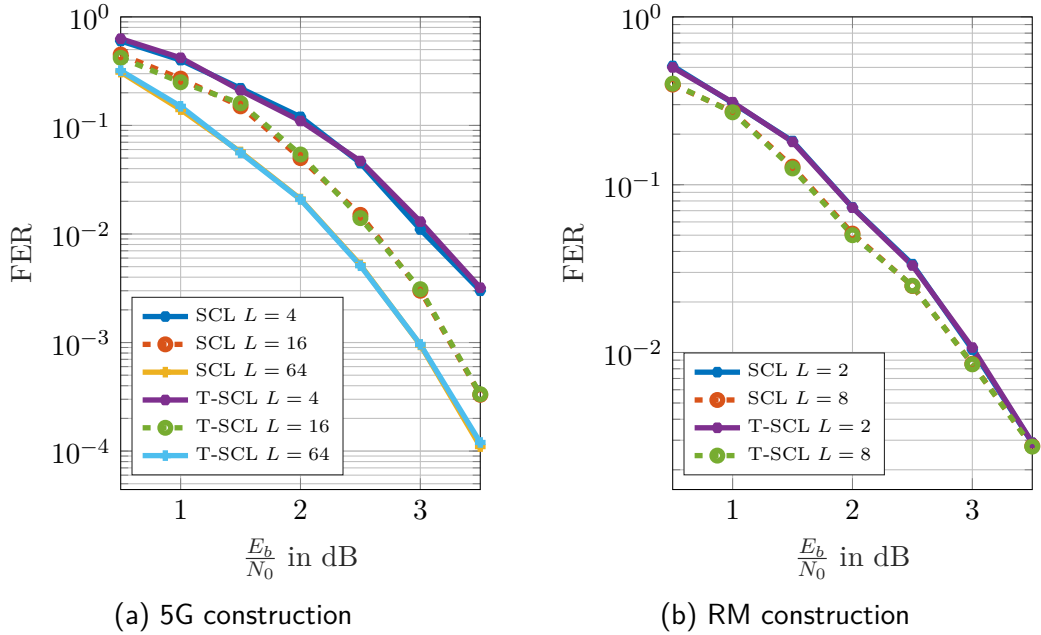 10^0
10^{-1}
10^{-2}
10^{-3}
10^{-4}
FER
SCL L = 4
SCL L = 16
SCL L = 64
T-SCL L = 4
T-SCL L = 16
T-SCL L = 64
1 2 3
E_b/N_0 in dB
(a) 5G construction
10^0
10^{-1}
10^{-2}
FER
SCL L = 2
SCL L = 8
T-SCL L = 2
T-SCL L = 8
1 2 3
E_b/N_0 in dB
(b) RM construction